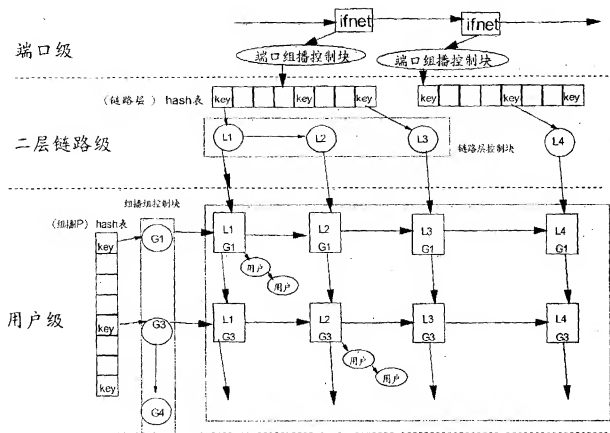 ifnet
ifnet
端口级
端口组播控制块
端口组播控制块
(链路层) hash表
key
key
key
key
key
key
二层链路级
L1
L2
L3
L4
链路层控制块
组播组控制块
(组播P) hash表
key
key
key
用户级
G1
G3
G4
L1
G1
L2
G1
L3
G1
L4
G1
用户
用户
L1
G3
L2
G3
L3
G3
L4
G3
用户
用户